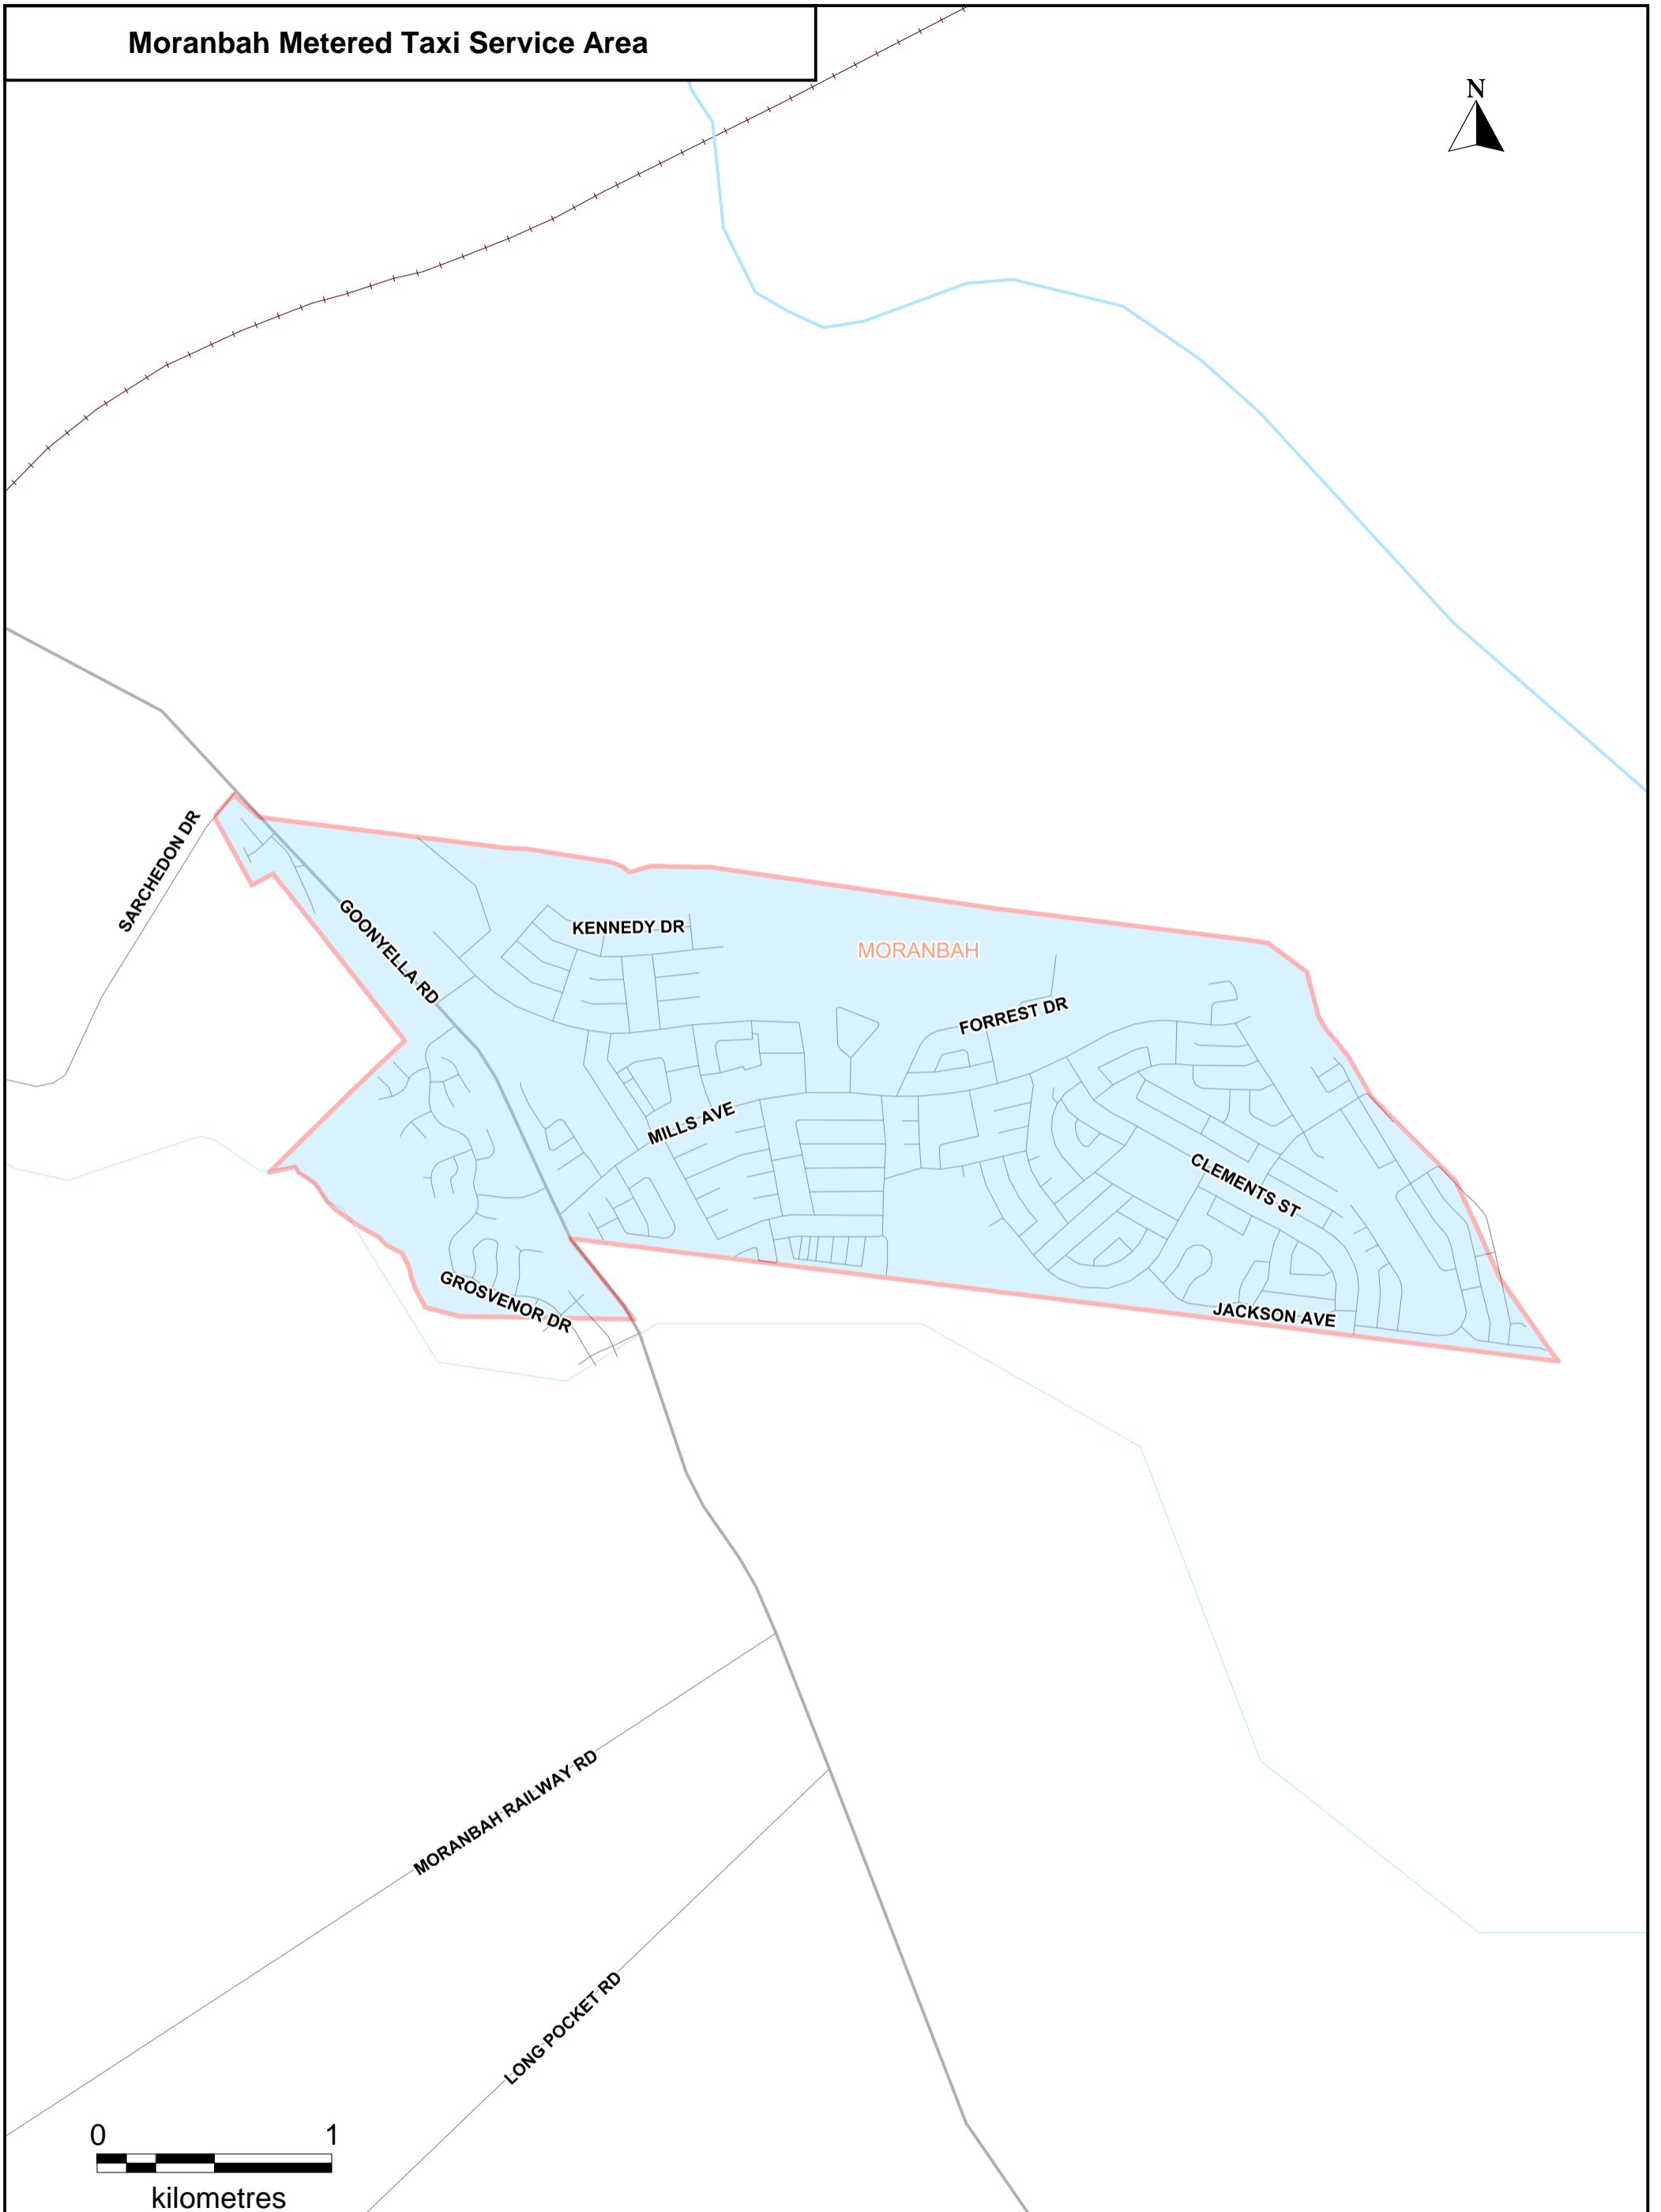 Moranbah Metered Taxi Service Area
N
SARCHEDON DR
GOONYELLA RD
KENNEDY DR
MORANBAH
FORREST DR
MILLS AVE
CLEMENTS ST
GROSVENOR DR
JACKSON AVE
MORANBAH RAILWAY RD
LONG POCKET RD
0 1
kilometres